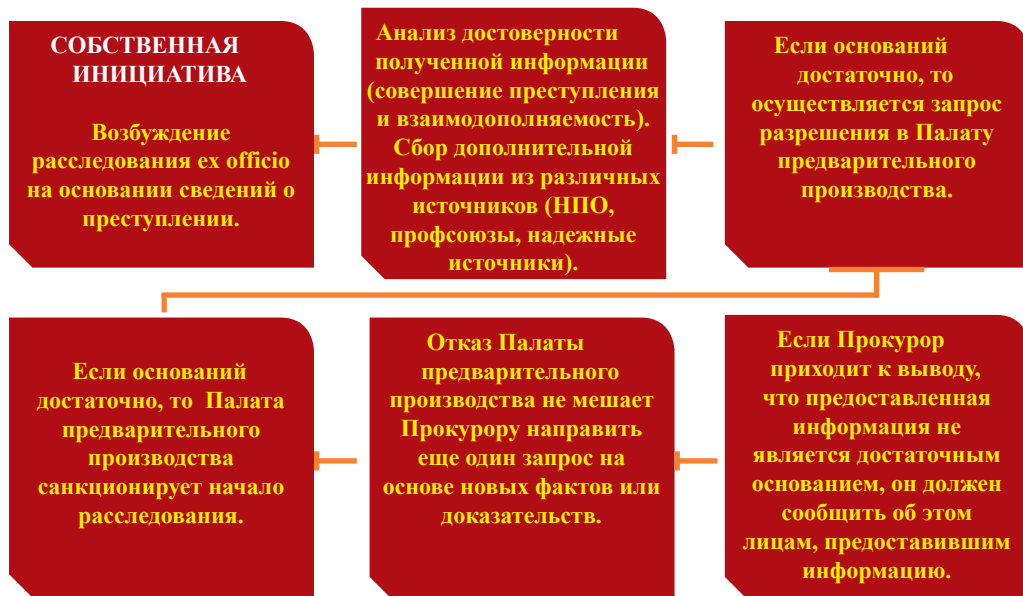 СОБСТВЕННАЯ
ИНИЦИАТИВА
Возбуждение
расследования ex officio
на основании сведений о
преступлении.
Анализ достоверности
полученной информации
(совершение преступления
и взаимодополняемость).
Сбор дополнительной
информации из различных
источников (НПО,
профсоюзы, надежные
источники).
Если оснований
достаточно, то
осуществляется запрос
разрешения в Палату
предварительного
производства.
Если оснований
достаточно, то Палата
предварительного
производства
санкционирует начало
расследования.
Отказ Палаты
предварительного
производства не мешает
Прокурору направить
еще один запрос на
основе новых фактов или
доказательств.
Если Прокурор
приходит к выводу,
что предоставленная
информация не
является достаточным
основанием, он должен
сообщить об этом
лицам, предоставившим
информацию.